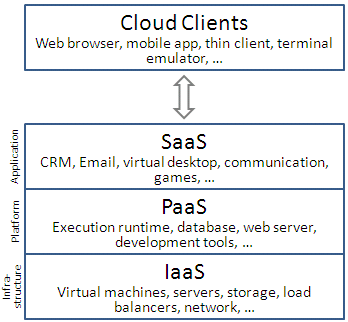 Cloud Clients
Web browser, mobile app, thin client, terminal
emulator, ...
Application
SaaS
CRM, Email, virtual desktop, communication,
games, ...
Platform
PaaS
Execution runtime, database, web server,
development tools, ...
Infra-
structure
IaaS
Virtual machines, servers, storage, load
balancers, network, ...